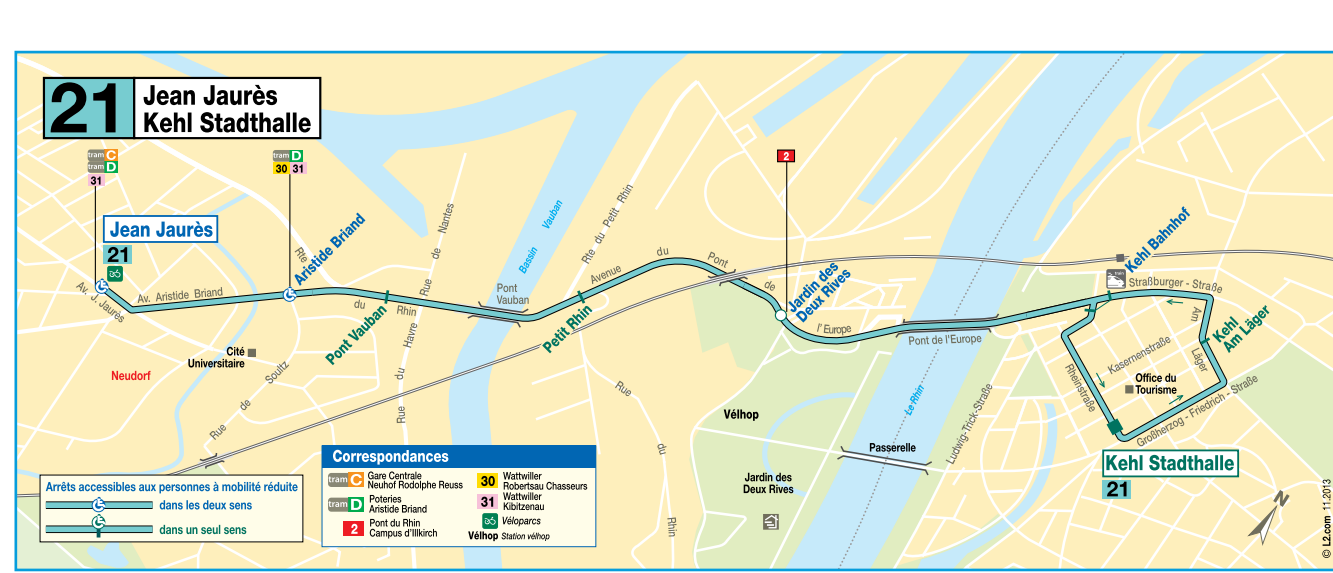 21
Jean Jaurès
Kehl Stadthalle
tram C
tram D
31
tram D
30 31
2
Jean Jaurès
21
Aristide Briand
Pont Vauban
Petit Rhin
Jardin des
Deux Rives
Kehl Bahnhof
train
Kehl
Am Läger
Kehl Stadthalle
21
Av. J. Jaurès
Av. Aristide Briand
Rte
du
Rhin
Rue de Nantes
Rue du Havre
Rue de Soultz
Pont
Vauban
Bassin Vauban
Rte du Petit Rhin
Avenue du Pont de l'Europe
Rue du Rhin
Pont de l'Europe
Le Rhin
Ludwig-Trick-Straße
Straßburger - Straße
Am Läger
Kasernenstraße
Rheinstraße
Großherzog - Friedrich - Straße
Office du
Tourisme
Cité
Universitaire
Neudorf
Vélhop
Passerelle
Jardin des
Deux Rives
N
Arrêts accessibles aux personnes à mobilité réduite
dans les deux sens
dans un seul sens
Correspondances
tram C Gare Centrale
Neuhof Rodolphe Reuss
tram D Poteries
Aristide Briand
2 Pont du Rhin
Campus d'Illkirch
30 Wattwiller
Robertsau Chasseurs
31 Wattwiller
Kibitzenau
Véloparcs
Vélhop Station vélhop
© L2.com 11.2013